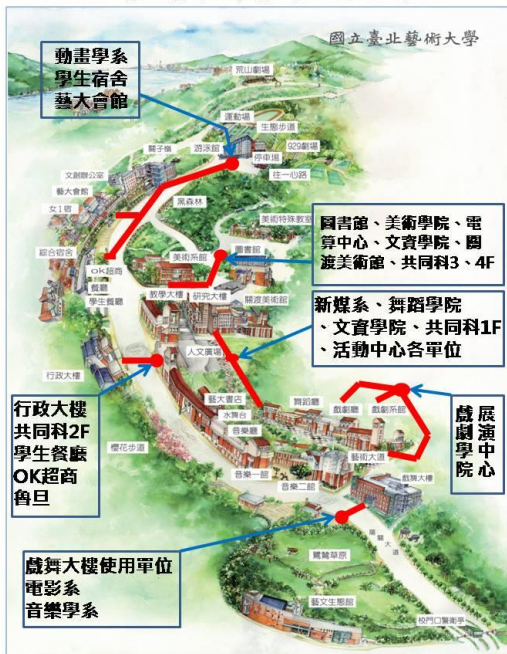 國立臺北藝術大學
動畫學系
學生宿舍
藝大會館
荒山劇場
運動場
生態步道
游泳館
929劇場
停車場
往一心路
關子嶺
文創辦公室
藝大會館
女1宿
黑森林
綜合宿舍
美術特殊教室
圖書館、美術學院、電
算中心、文資學院、關
渡美術館、共同科3、4F
圖書館
美術系館
ok超商
餐廳
學生餐廳
教學大樓
研究大樓
關渡美術館
新媒系、舞蹈學院
、文資學院、共同科1F
、活動中心各單位
人文廣場
行政大樓
藝大書店
水舞台
音樂廳
舞蹈廳
戲劇廳
戲劇系館
展演中心
戲劇學院
行政大樓
共同科2F
學生餐廳
OK超商
魯旦
櫻花步道
音樂一館
藝術大道
音樂二館
戲舞大樓
戲舞大樓使用單位
電影系
音樂學系
鷺鷥草原
藝文生態館
校門口警衛亭